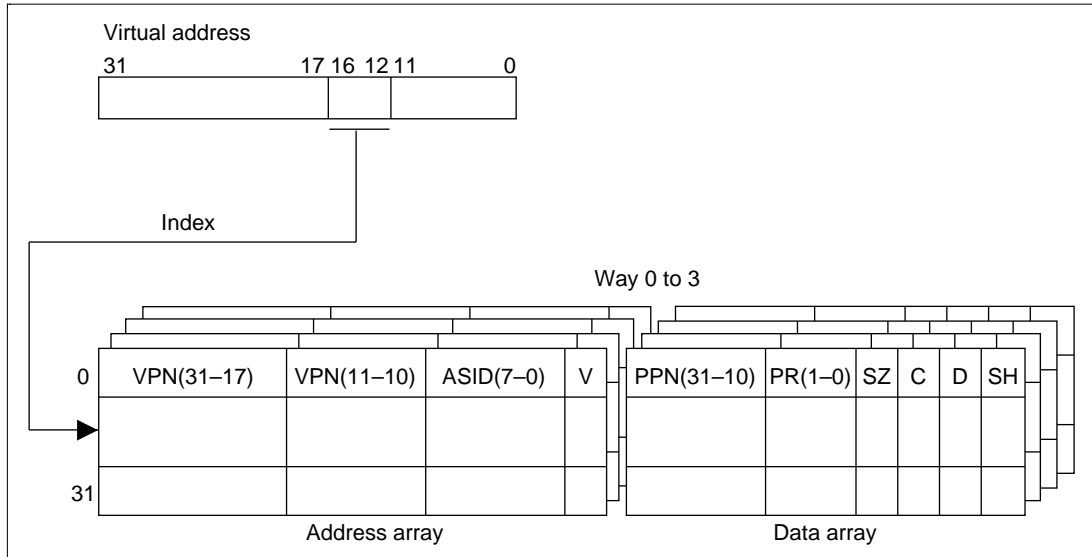 Virtual address
31 17 16 12 11 0
Index
Way 0 to 3
0 VPN(31–17) VPN(11–10) ASID(7–0) V PPN(31–10) PR(1–0) SZ C D SH
31
Address array Data array